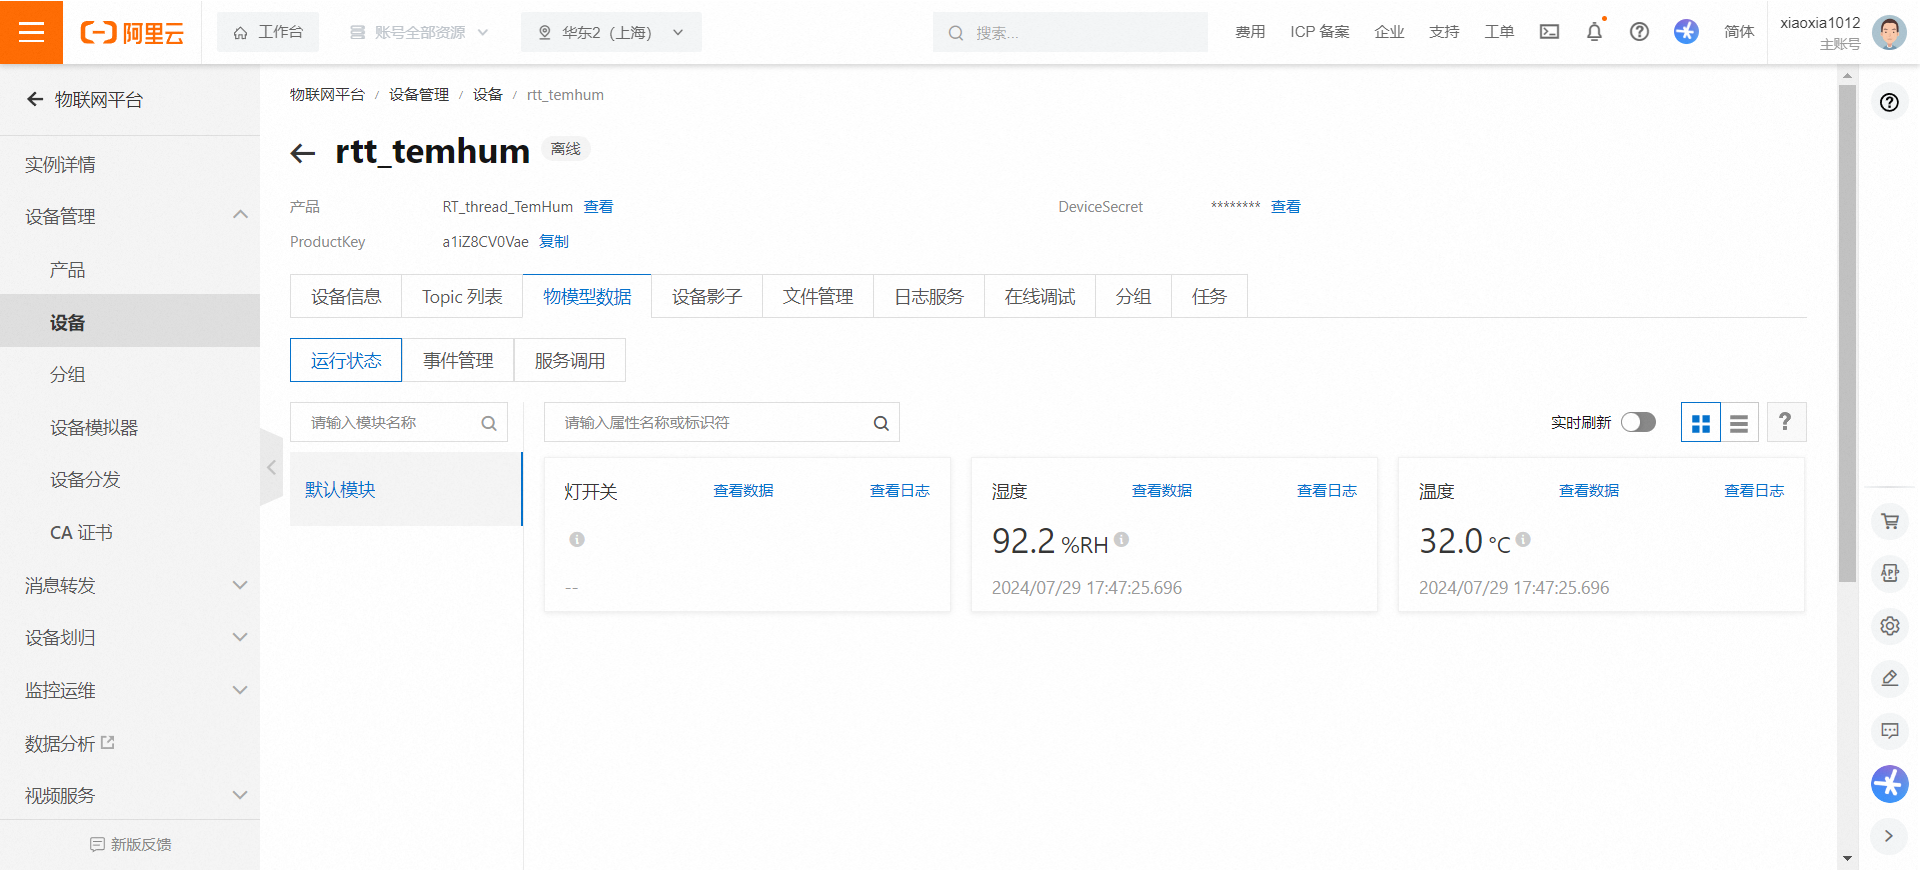 阿里云 工作台 账号全部资源 华东2（上海） 搜索... 费用 ICP 备案 企业 支持 工单 简体 xiaoxia1012
主账号
物联网平台
实例详情
设备管理
产品
设备
分组
设备模拟器
设备分发
CA 证书
消息转发
设备划归
监控运维
数据分析
视频服务
新版反馈
物联网平台 / 设备管理 / 设备 / rtt_temhum
rtt_temhum 离线
产品 RT_thread_TemHum 查看 DeviceSecret ******** 查看
ProductKey a1iZ8CV0Vae 复制
设备信息 Topic 列表 物模型数据 设备影子 文件管理 日志服务 在线调试 分组 任务
运行状态 事件管理 服务调用
请输入模块名称 请输入属性名称或标识符 实时刷新 ?
默认模块
灯开关 查看数据 查看日志
--
湿度 查看数据 查看日志
92.2 %RH
2024/07/29 17:47:25.696
温度 查看数据 查看日志
32.0 °C
2024/07/29 17:47:25.696
APP